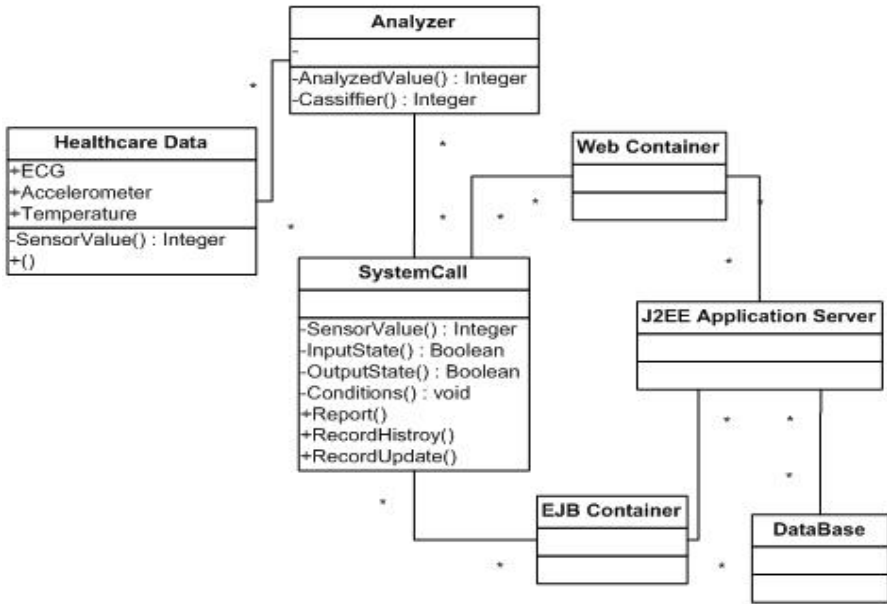 Analyzer
-
-AnalyzedValue() : Integer
-Cassiffier() : Integer
*
Healthcare Data
+ECG
+Accelerometer
+Temperature
-SensorValue() : Integer
+()
*
*
*
*
*
Web Container
*
*
SystemCall
-SensorValue() : Integer
-InputState() : Boolean
-OutputState() : Boolean
-Conditions() : void
+Report()
+RecordHistroy()
+RecordUpdate()
J2EE Application Server
*
*
*
*
EJB Container
*
*
DataBase